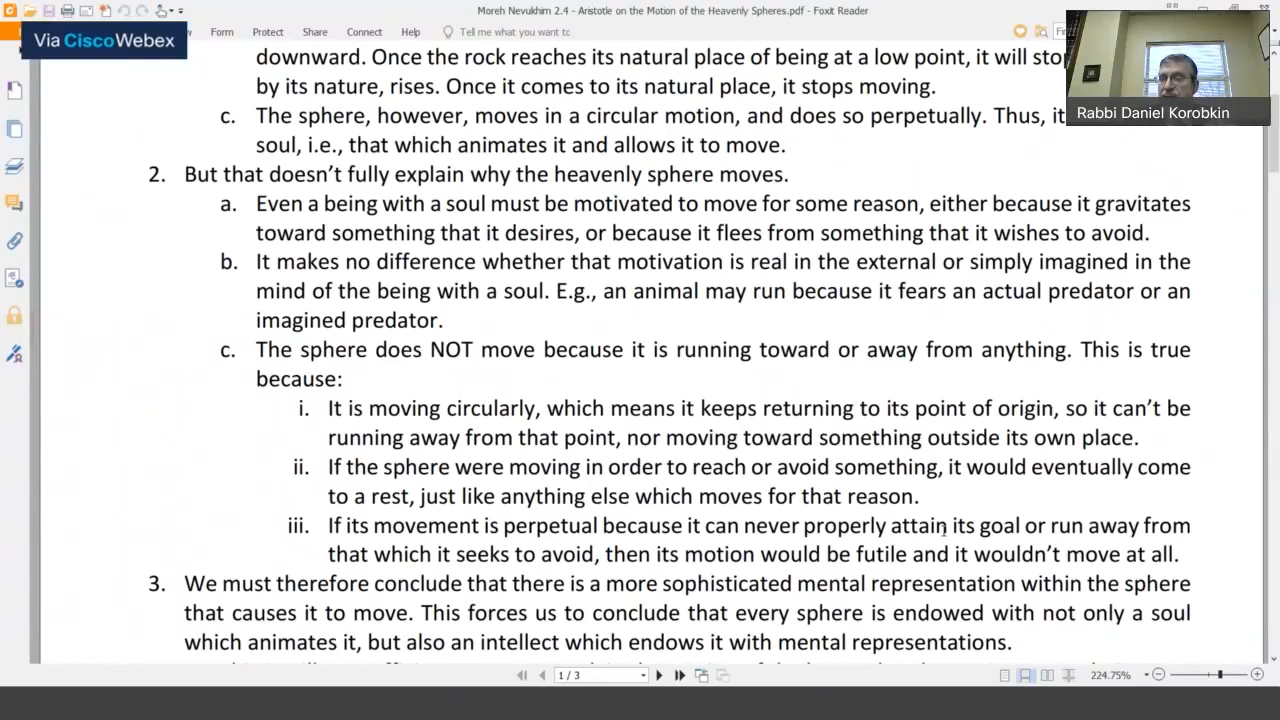 Moreh Nevukhim 2.4 - Aristotle on the Motion of the Heavenly Spheres.pdf - Foxit Reader
Via CiscoWebex
Form Protect Share Connect Help Tell me what you want tc
Rabbi Daniel Korobkin
downward. Once the rock reaches its natural place of being at a low point, it will
by its nature, rises. Once it comes to its natural place, it stops moving.
c. The sphere, however, moves in a circular motion, and does so perpetually. Thus,
soul, i.e., that which animates it and allows it to move.
2. But that doesn't fully explain why the heavenly sphere moves.
a. Even a being with a soul must be motivated to move for some reason, either because it gravitates
toward something that it desires, or because it flees from something that it wishes to avoid.
b. It makes no difference whether that motivation is real in the external or simply imagined in the
mind of the being with a soul. E.g., an animal may run because it fears an actual predator or an
imagined predator.
c. The sphere does NOT move because it is running toward or away from anything. This is true
because:
i. It is moving circularly, which means it keeps returning to its point of origin, so it can't be
running away from that point, nor moving toward something outside its own place.
ii. If the sphere were moving in order to reach or avoid something, it would eventually come
to a rest, just like anything else which moves for that reason.
iii. If its movement is perpetual because it can never properly attain its goal or run away from
that which it seeks to avoid, then its motion would be futile and it wouldn't move at all.
3. We must therefore conclude that there is a more sophisticated mental representation within the sphere
that causes it to move. This forces us to conclude that every sphere is endowed with not only a soul
which animates it, but also an intellect which endows it with mental representations.
1 / 3
224.75%